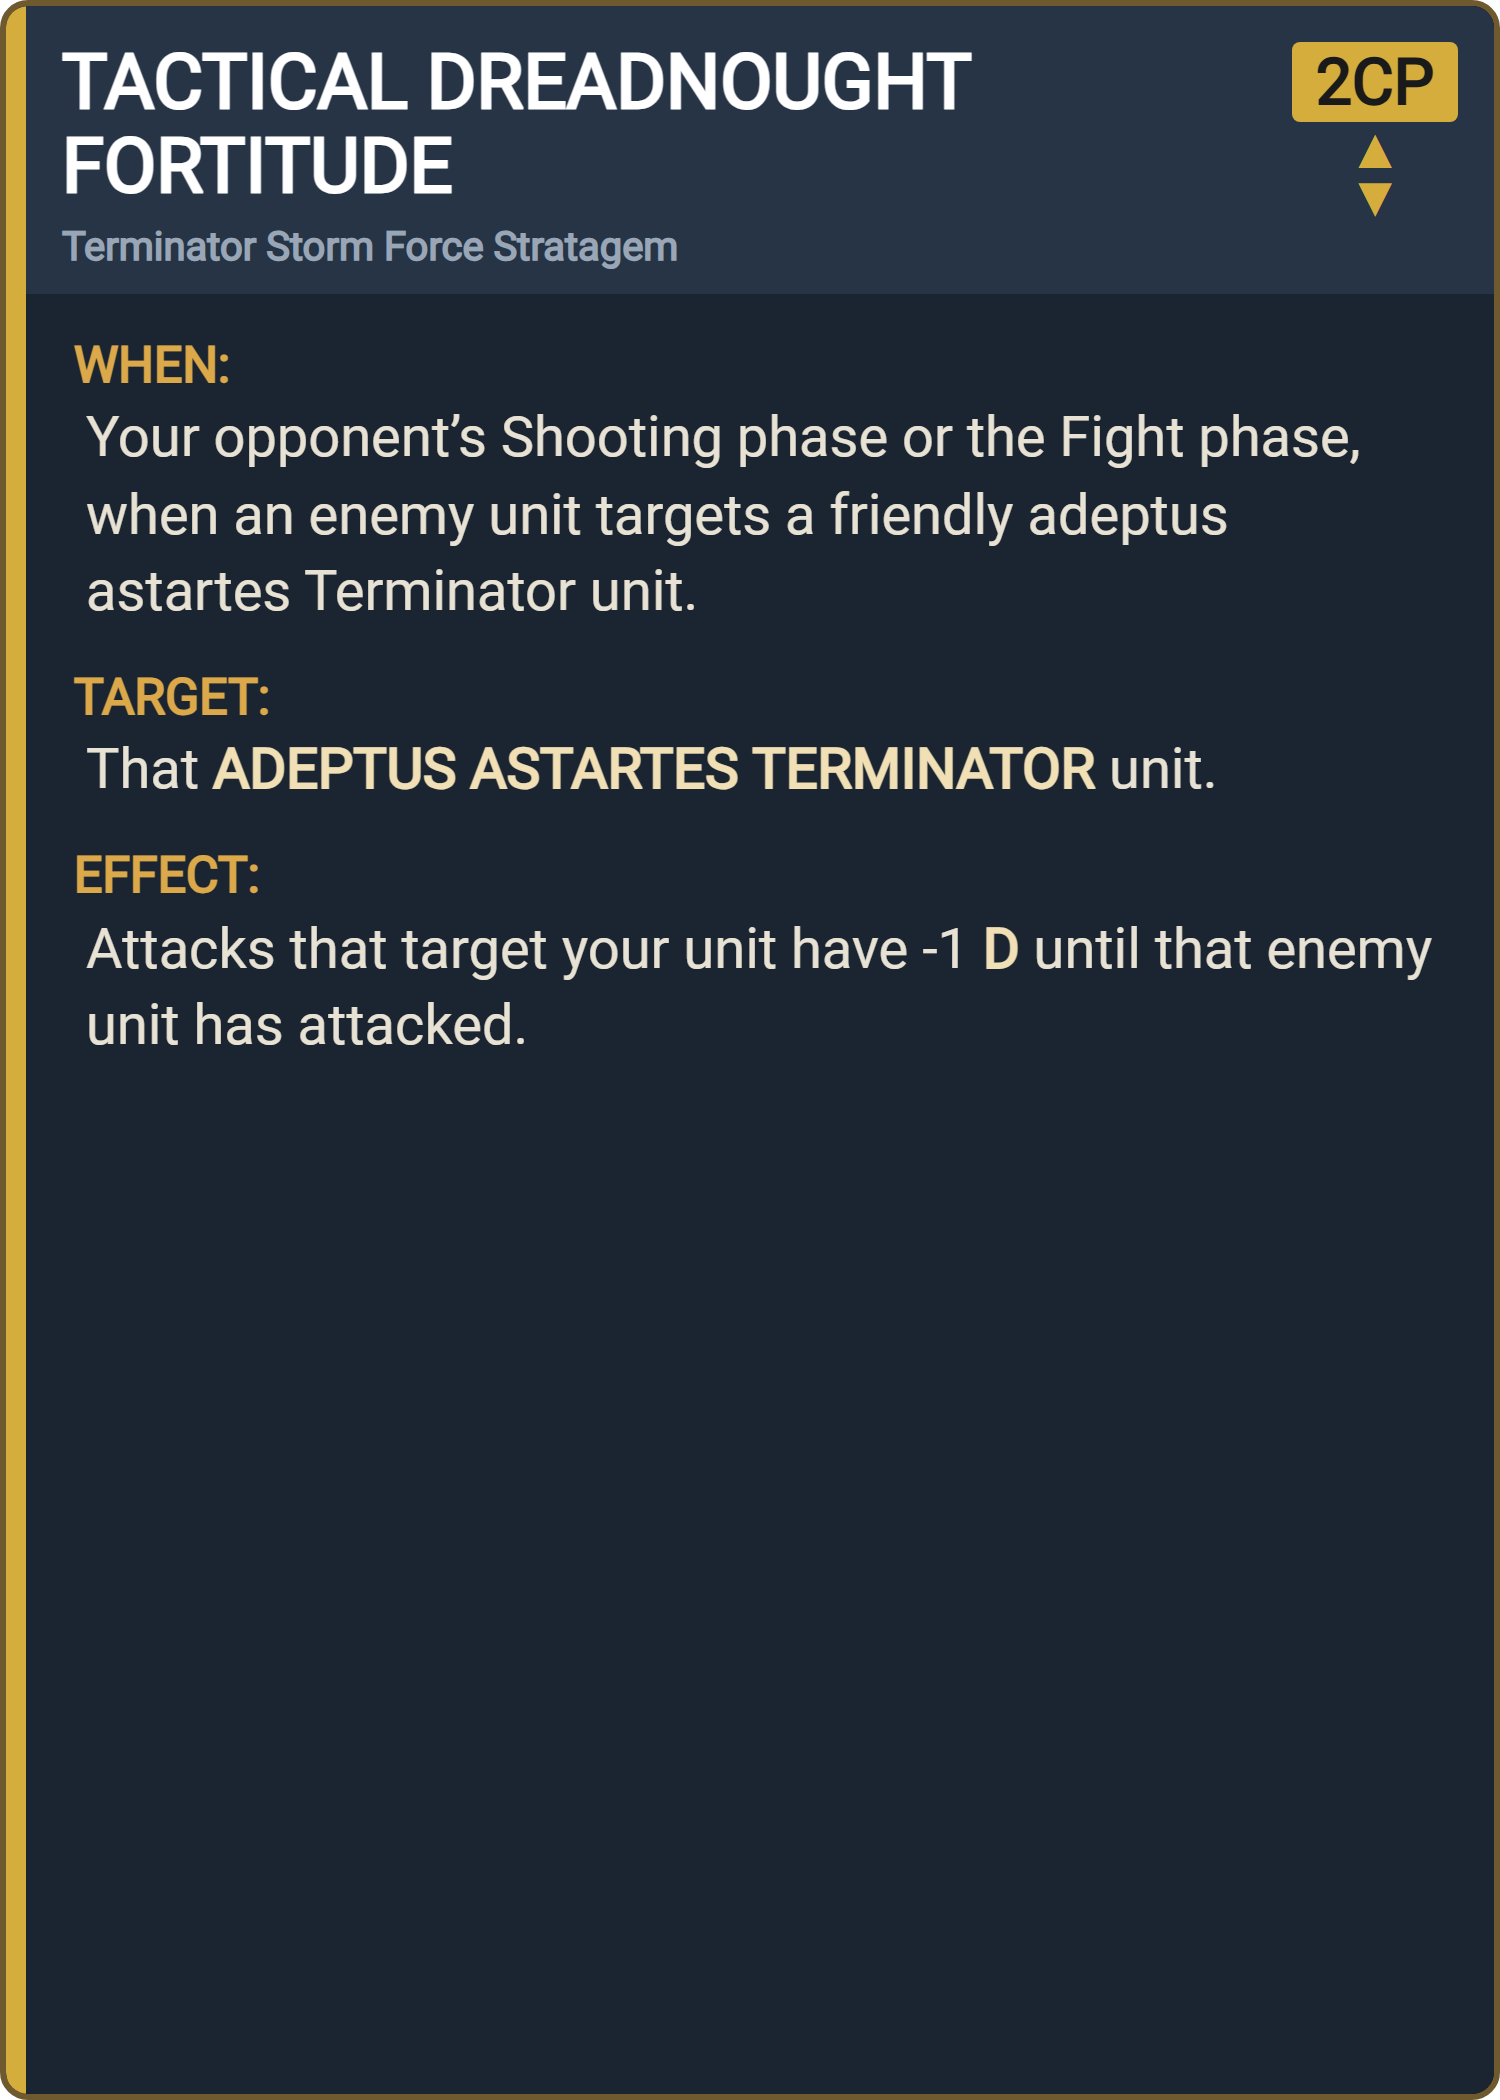 TACTICAL DREADNOUGHT
FORTITUDE
2CP
Terminator Storm Force Stratagem
WHEN:
Your opponent’s Shooting phase or the Fight phase,
when an enemy unit targets a friendly adeptus
astartes Terminator unit.
TARGET:
That ADEPTUS ASTARTES TERMINATOR unit.
EFFECT:
Attacks that target your unit have -1 D until that enemy
unit has attacked.